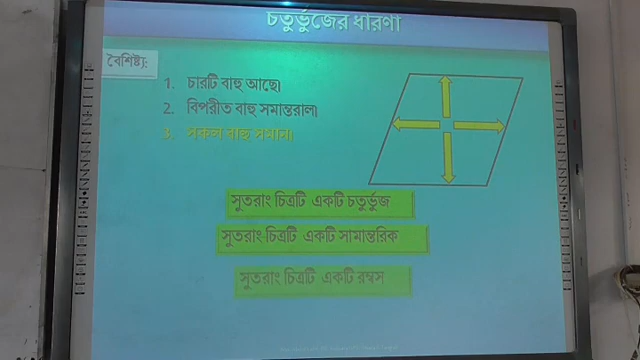 চতুর্ভুজের ধারণা
বৈশিষ্ট্য:
1. চারটি বাহু আছে।
2. বিপরীত বাহু সমান্তরাল।
3. সকল বাহু সমান।
সুতরাং চিত্রটি একটি চতুর্ভুজ
সুতরাং চিত্রটি একটি সামান্তরিক
সুতরাং চিত্রটি একটি রম্বস